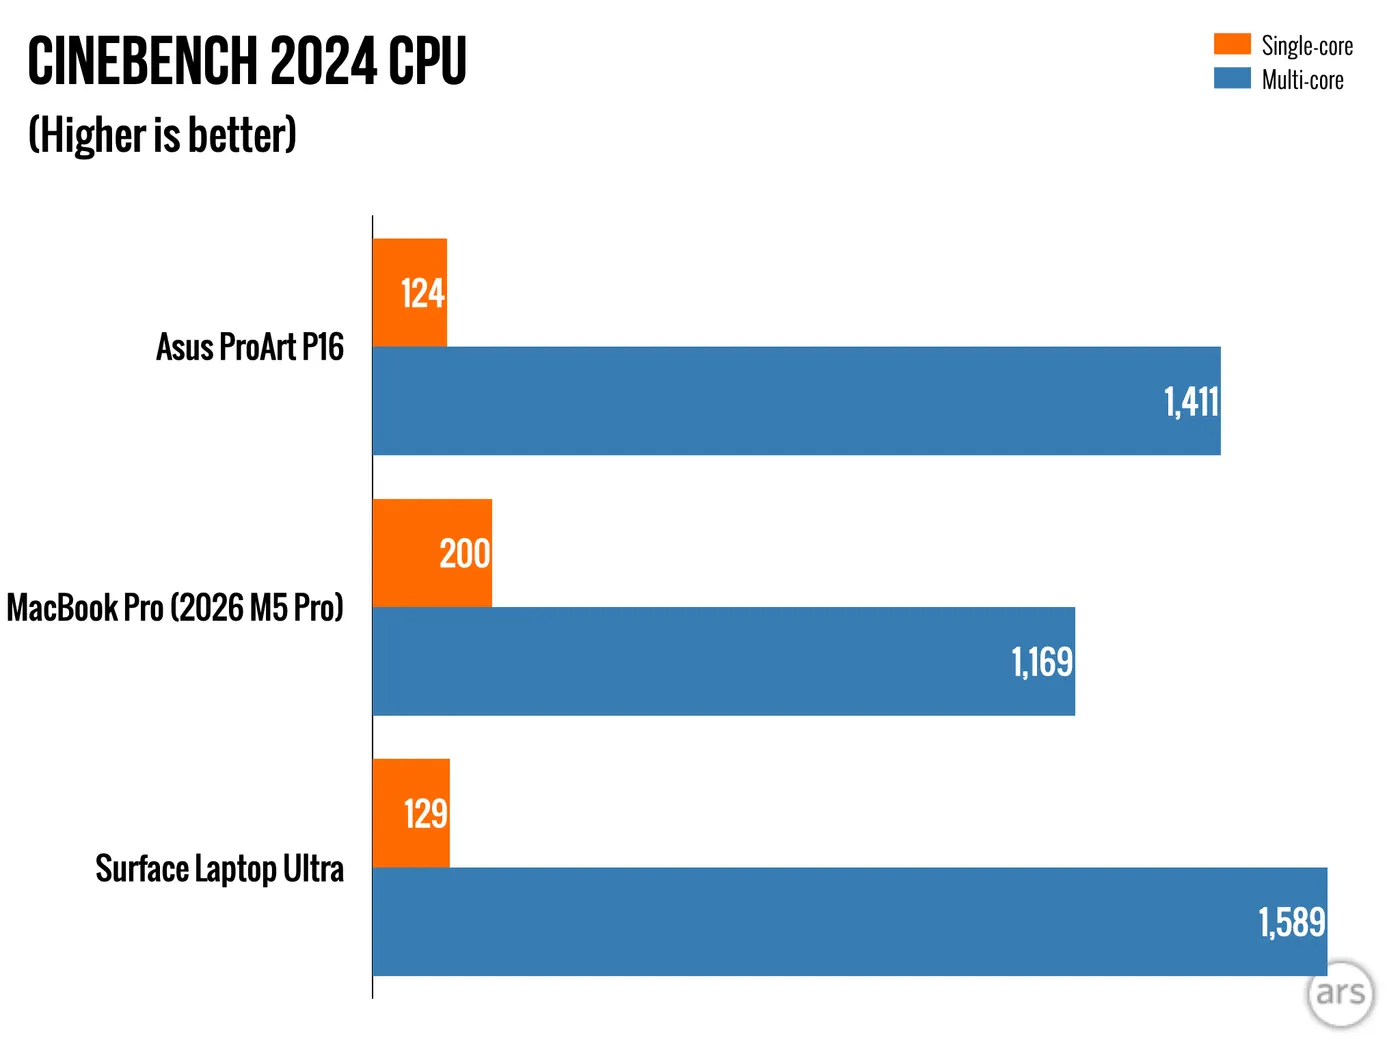 CINEBENCH 2024 CPU
(Higher is better)
Single-core
Multi-core
124
Asus ProArt P16
1,411
200
MacBook Pro (2026 M5 Pro)
1,169
129
Surface Laptop Ultra
1,589
ars